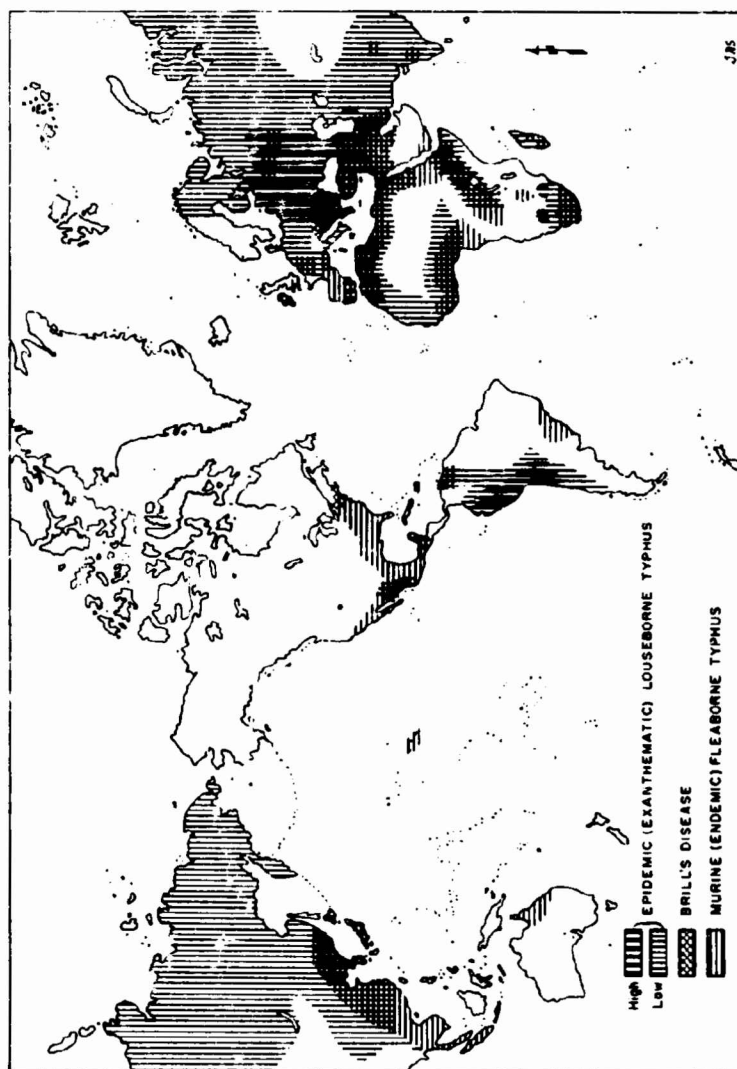 High
Low
EPIDEMIC (EXANTHEMATIC) LOUSEBORNE TYPHUS
BRILL'S DISEASE
MURINE (ENDEMIC) FLEABORNE TYPHUS